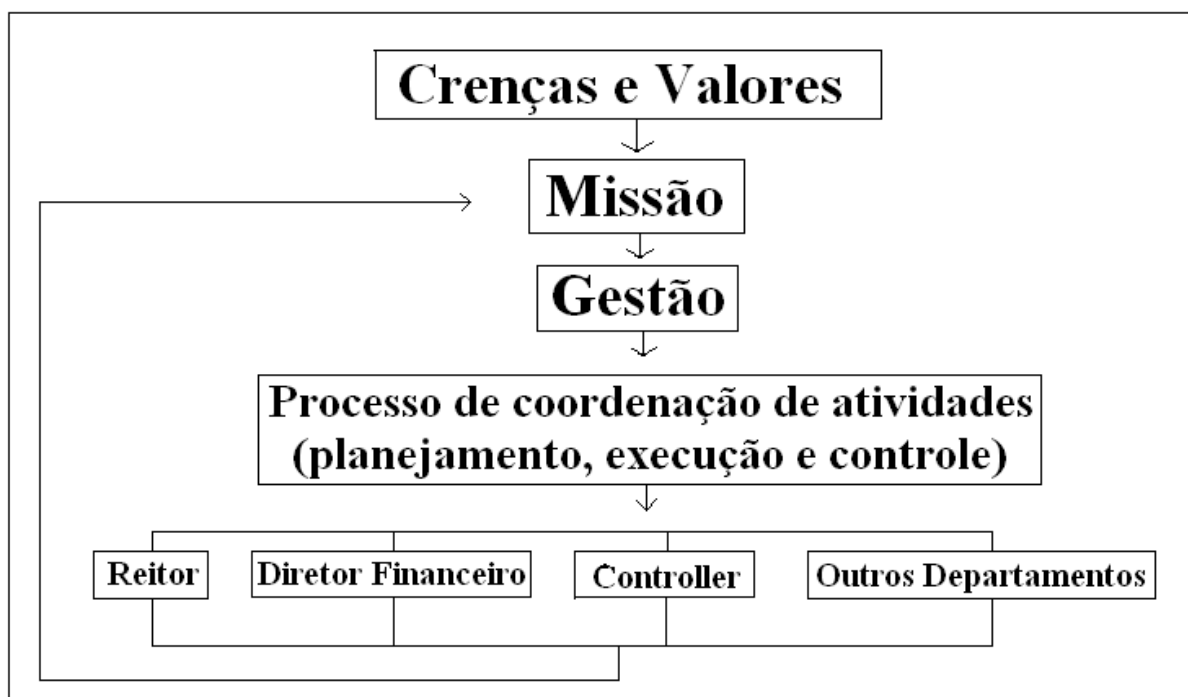 Crenças e Valores
Missão
Gestão
Processo de coordenação de atividades
(planejamento, execução e controle)
Reitor
Diretor Financeiro
Controller
Outros Departamentos